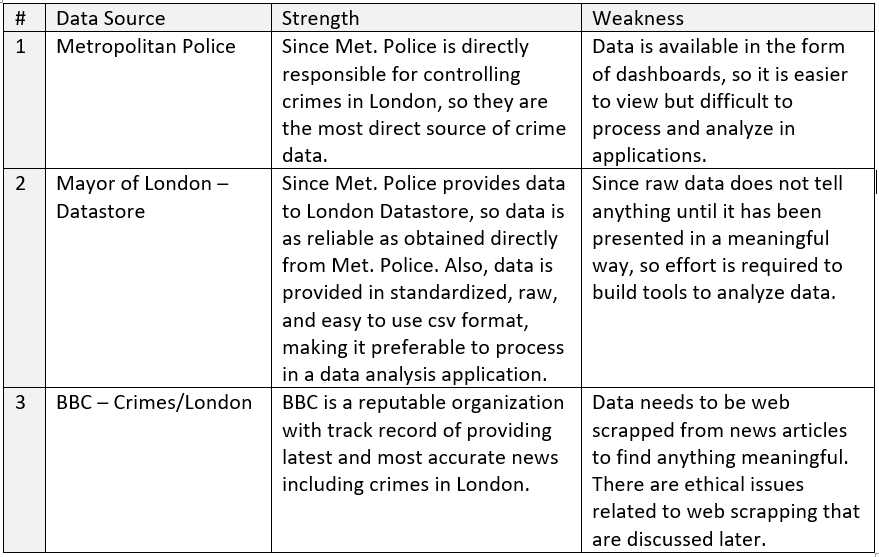 # Data Source Strength Weakness
1 Metropolitan Police Since Met. Police is directly Data is available in the form
responsible for controlling of dashboards, so it is easier
crimes in London, so they are to view but difficult to
the most direct source of crime process and analyze in
data. applications.
2 Mayor of London – Since Met. Police provides data Since raw data does not tell
Datastore to London Datastore, so data is anything until it has been
as reliable as obtained directly presented in a meaningful
from Met. Police. Also, data is way, so effort is required to
provided in standardized, raw, build tools to analyze data.
and easy to use csv format,
making it preferable to process
in a data analysis application.
3 BBC – Crimes/London BBC is a reputable organization Data needs to be web
with track record of providing scrapped from news articles
latest and most accurate news to find anything meaningful.
including crimes in London. There are ethical issues
related to web scrapping that
are discussed later.